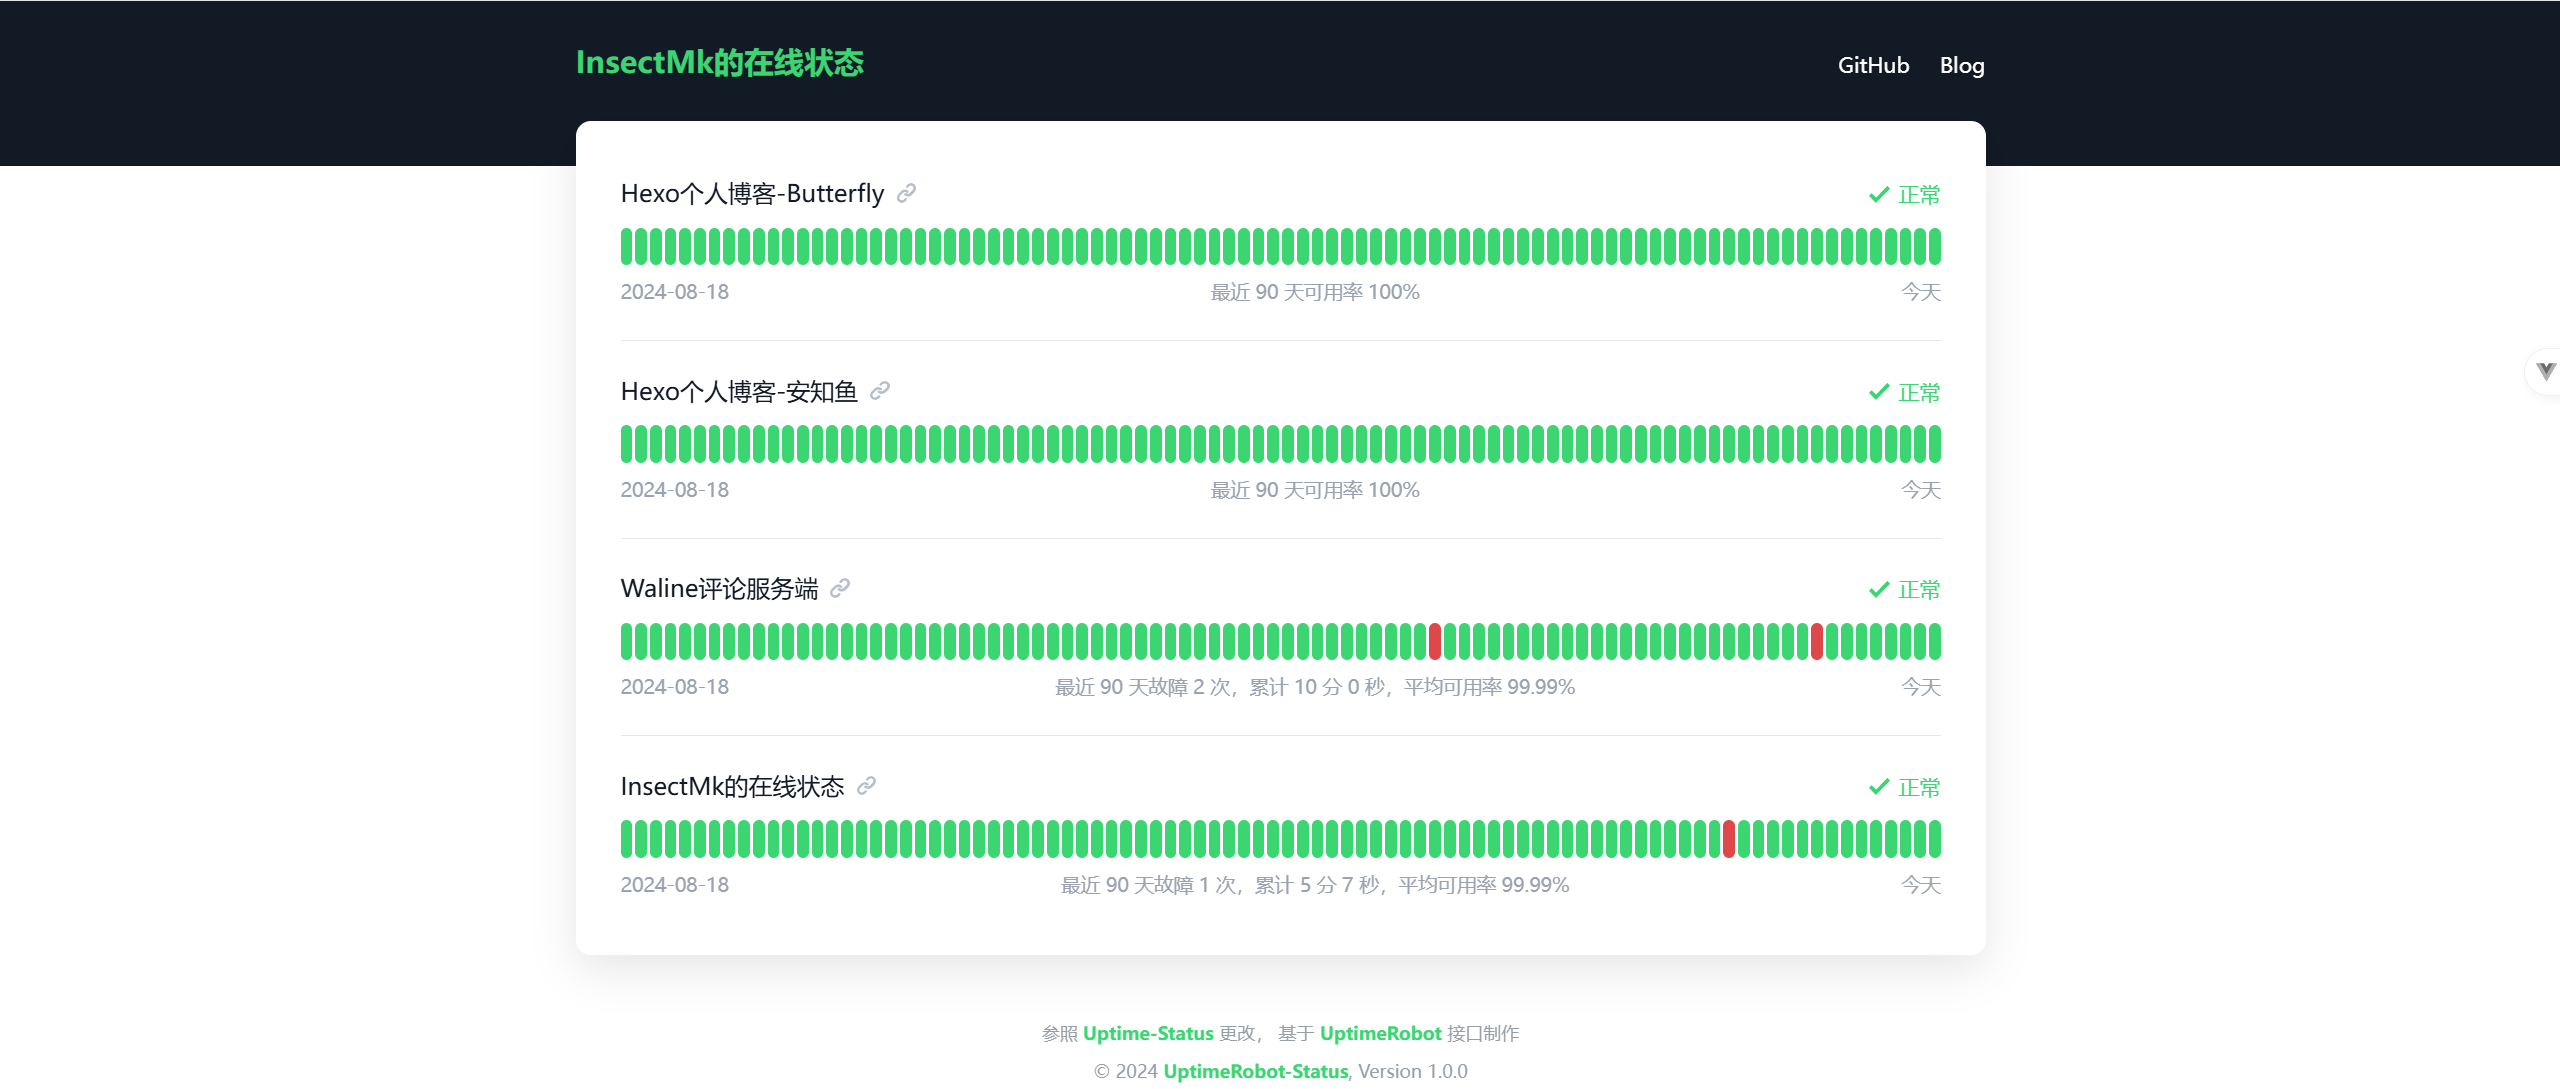 InsectMk的在线状态
GitHub Blog
Hexo个人博客-Butterfly 正常
2024-08-18 最近 90 天可用率 100% 今天
Hexo个人博客-安知鱼 正常
2024-08-18 最近 90 天可用率 100% 今天
Waline评论服务端 正常
2024-08-18 最近 90 天故障 2 次，累计 10 分 0 秒，平均可用率 99.99% 今天
InsectMk的在线状态 正常
2024-08-18 最近 90 天故障 1 次，累计 5 分 7 秒，平均可用率 99.99% 今天
参照 Uptime-Status 更改， 基于 UptimeRobot 接口制作
© 2024 UptimeRobot-Status, Version 1.0.0